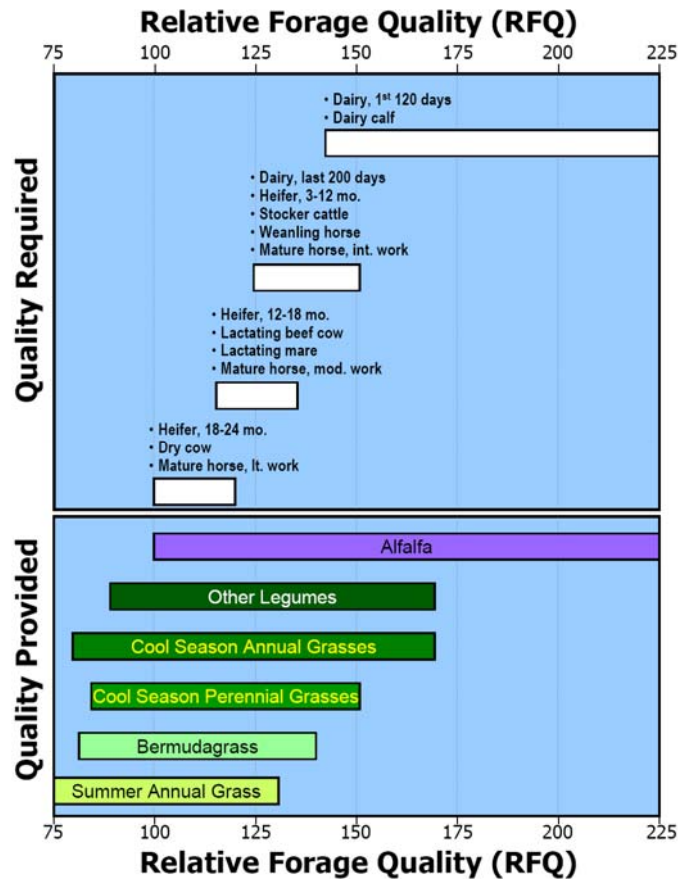 Relative Forage Quality (RFQ)
75 100 125 150 175 200 225
Quality Required
• Dairy, 1st 120 days
• Dairy calf
• Dairy, last 200 days
• Heifer, 3-12 mo.
• Stocker cattle
• Weanling horse
• Mature horse, int. work
• Heifer, 12-18 mo.
• Lactating beef cow
• Lactating mare
• Mature horse, mod. work
• Heifer, 18-24 mo.
• Dry cow
• Mature horse, lt. work
Quality Provided
Alfalfa
Other Legumes
Cool Season Annual Grasses
Cool Season Perennial Grasses
Bermudagrass
Summer Annual Grass
75 100 125 150 175 200 225
Relative Forage Quality (RFQ)